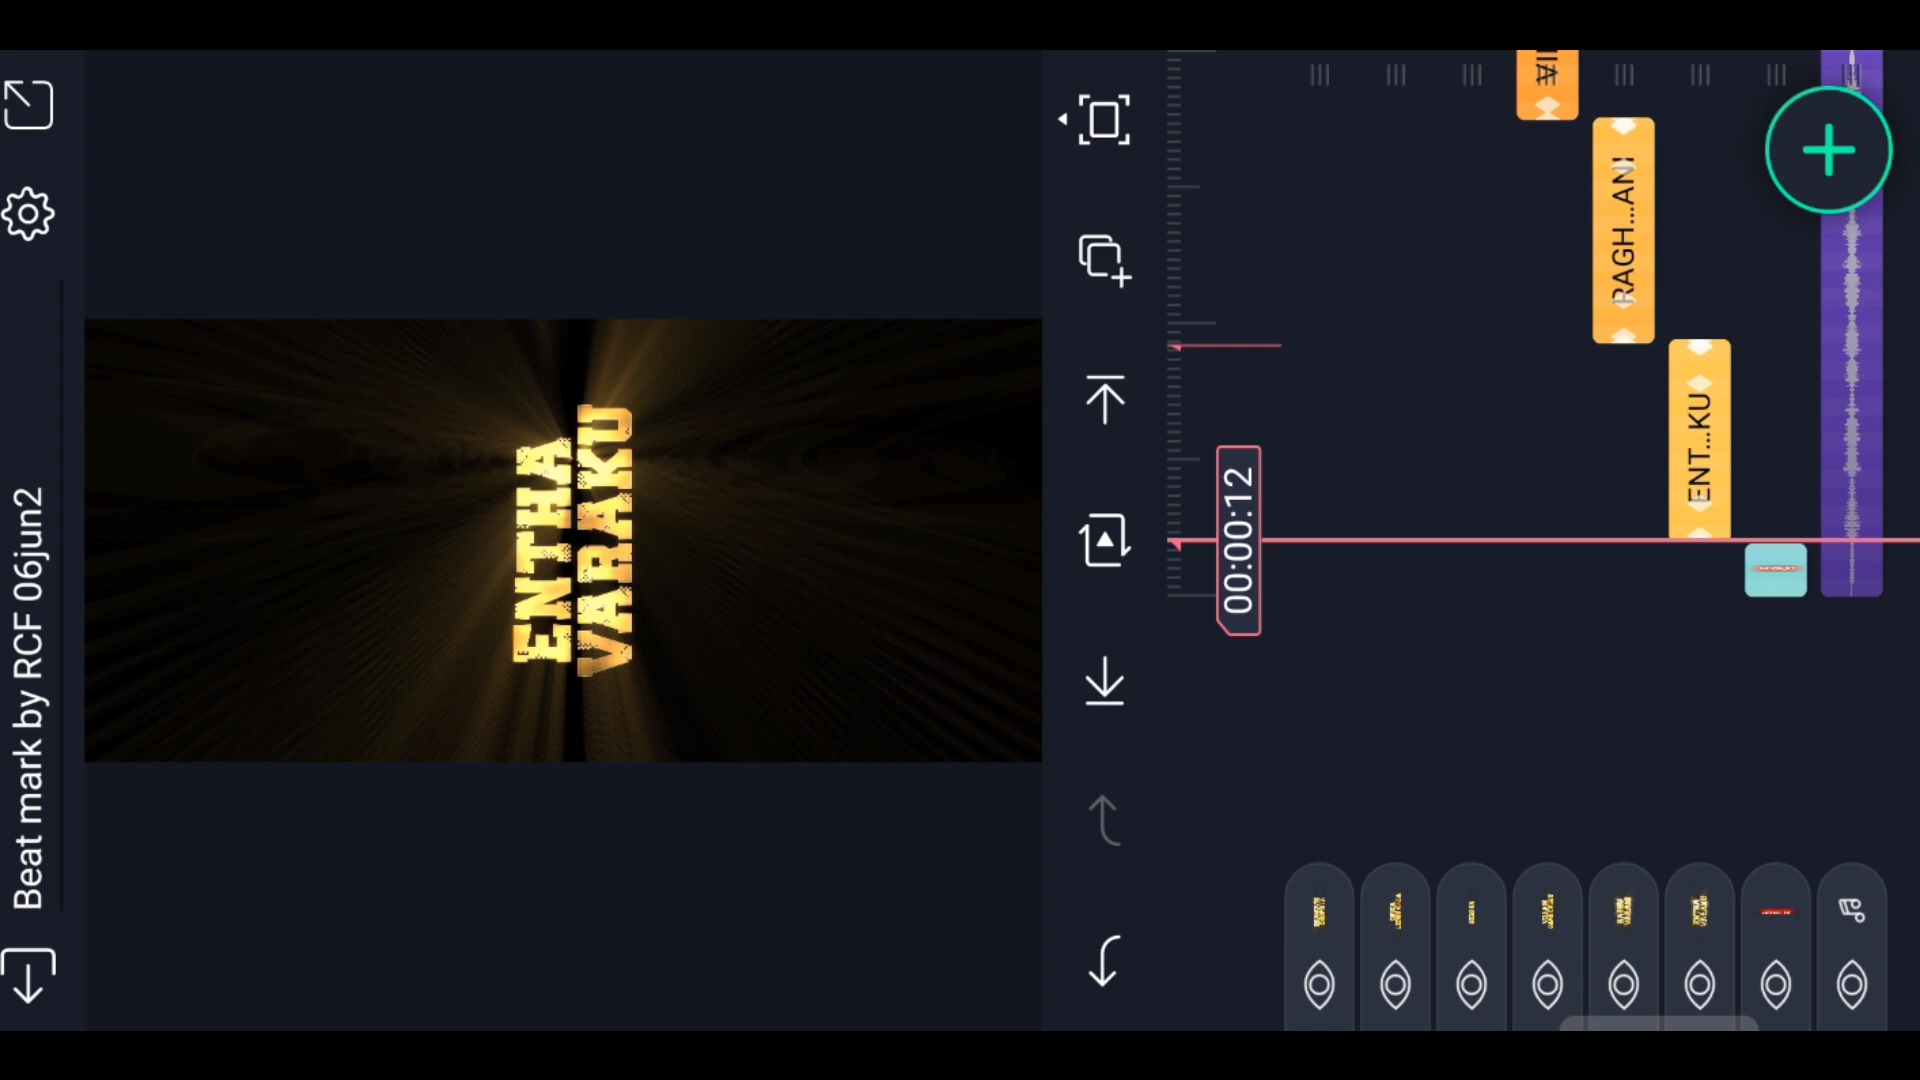 Beat mark by RCF 06jun2
ENTHA
VARAKU
00:00:12
RAGH...ANI
ENT...KU